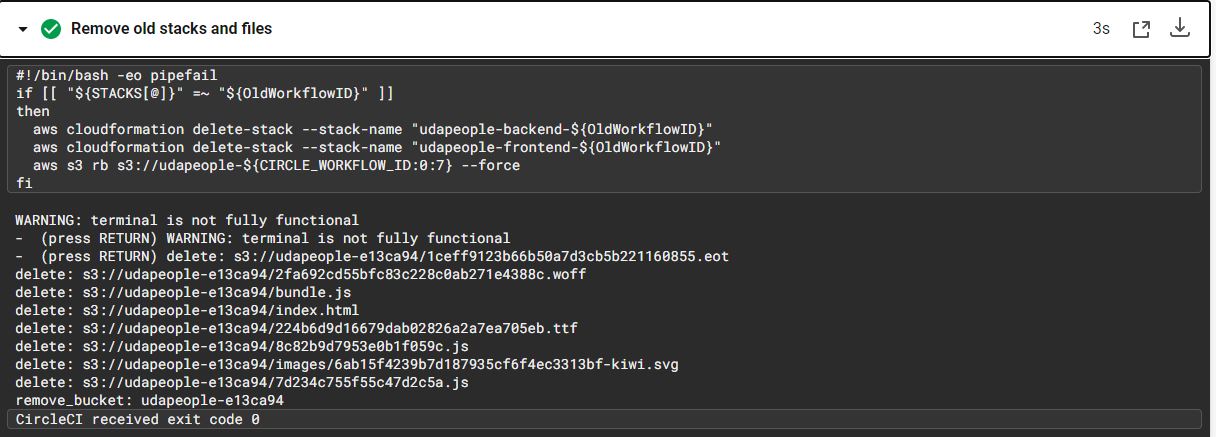 Remove old stacks and files
3s
#!/bin/bash -eo pipefail
if [[ "${STACKS[@]}" =~ "${OldWorkflowID}" ]]
then
  aws cloudformation delete-stack --stack-name "udapeople-backend-${OldWorkflowID}"
  aws cloudformation delete-stack --stack-name "udapeople-frontend-${OldWorkflowID}"
  aws s3 rb s3://udapeople-${CIRCLE_WORKFLOW_ID:0:7} --force
fi
WARNING: terminal is not fully functional
-  (press RETURN) WARNING: terminal is not fully functional
-  (press RETURN) delete: s3://udapeople-e13ca94/1ceff9123b66b50a7d3cb5b221160855.eot
delete: s3://udapeople-e13ca94/2fa692cd55bfc83c228c0ab271e4388c.woff
delete: s3://udapeople-e13ca94/bundle.js
delete: s3://udapeople-e13ca94/index.html
delete: s3://udapeople-e13ca94/224b6d9d16679dab02826a2a7ea705eb.ttf
delete: s3://udapeople-e13ca94/8c82b9d7953e0b1f059c.js
delete: s3://udapeople-e13ca94/images/6ab15f4239b7d187935cf6f4ec3313bf-kiwi.svg
delete: s3://udapeople-e13ca94/7d234c755f55c47d2c5a.js
remove_bucket: udapeople-e13ca94
CircleCI received exit code 0